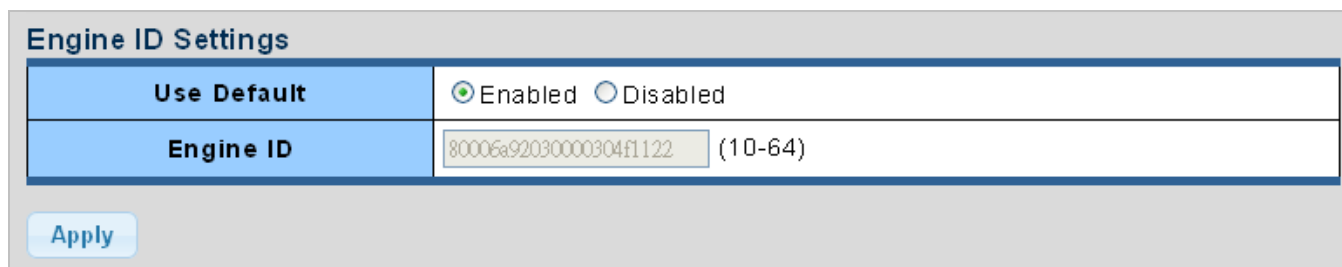 Engine ID Settings
Use Default
Enabled Disabled
Engine ID
80006a92030000304f1122 (10-64)
Apply